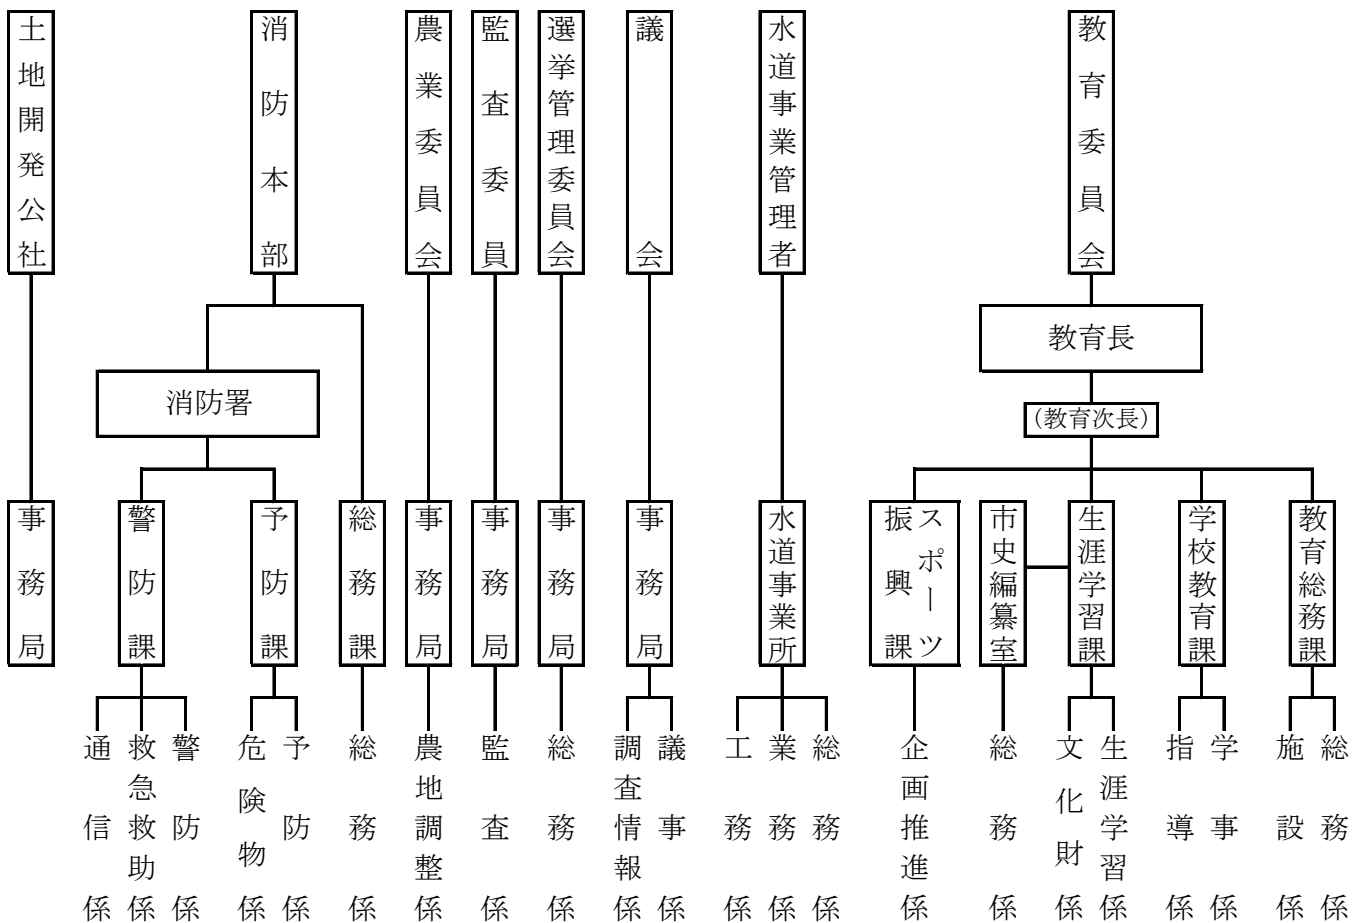 教育委員会
水道事業管理者
議会
選挙管理委員会
監査委員
農業委員会
消防本部
土地開発公社
教育長
(教育次長)
消防署
教育総務課
学校教育課
生涯学習課
市史編纂室
スポーツ
振興課
水道事業所
事務局
事務局
事務局
事務局
総務課
予防課
警防課
事務局
総務係
施設係
学事係
指導係
生涯学習係
文化財係
総務係
企画推進係
総務係
業務係
工務係
議事係
調査情報係
総務係
監査係
農地調整係
総務係
予防係
危険物係
警防係
救急救助係
通信係